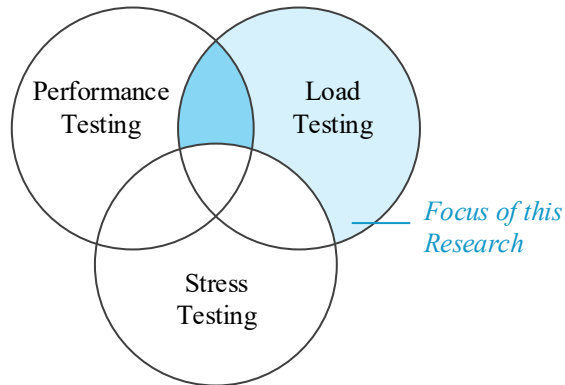 Performance
Testing
Load
Testing
Focus of this
Research
Stress
Testing